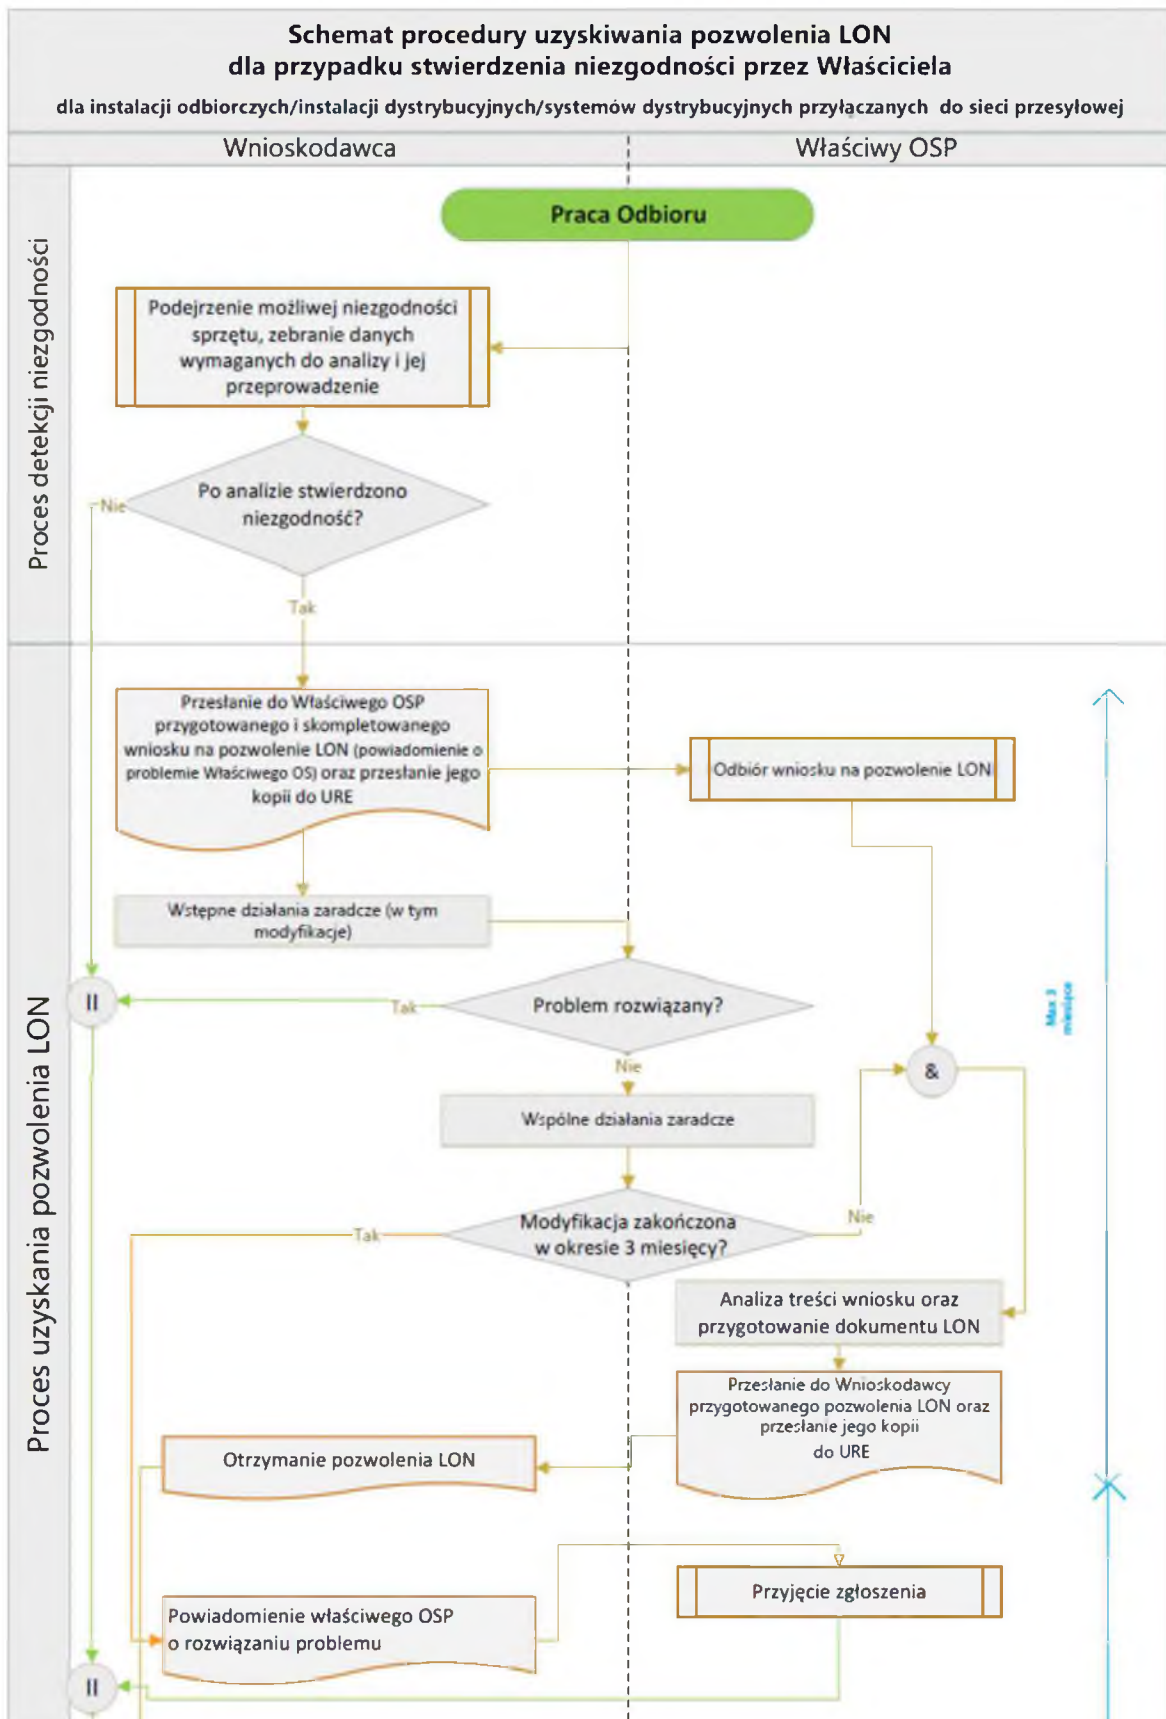 Schemat procedury uzyskiwania pozwolenia LON
dla przypadku stwierdzenia niezgodności przez Właściciela
dla instalacji odbiorczych/instalacji dystrybucyjnych/systemów dystrybucyjnych przyłączanych do sieci przesyłowej
Wnioskodawca
Właściwy OSP
Proces detekcji niezgodności
Praca Odbioru
Podejrzenie możliwej niezgodności
sprzętu, zebranie danych
wymaganych do analizy i jej
przeprowadzenie
Po analizie stwierdzono
niezgodność?
Nie
Tak
Proces uzyskania pozwolenia LON
Przesłanie do Właściwego OSP
przygotowanego i skompletowanego
wniosku na pozwolenie LON (powiadomienie o
problemie Właściwego OS) oraz przesłanie jego
kopii do URE
Odbiór wniosku na pozwolenie LON
Wstępne działania zaradcze (w tym
modyfikacje)
II
Tak
Problem rozwiązany?
Max 3
miesiące
Nie
&
Wspólne działania zaradcze
Tak
Modyfikacja zakończona
w okresie 3 miesięcy?
Nie
Analiza treści wniosku oraz
przygotowanie dokumentu LON
Przesłanie do Wnioskodawcy
przygotowanego pozwolenia LON oraz
przesłanie jego kopii
do URE
Otrzymanie pozwolenia LON
Przyjęcie zgłoszenia
Powiadomienie właściwego OSP
o rozwiązaniu problemu
II